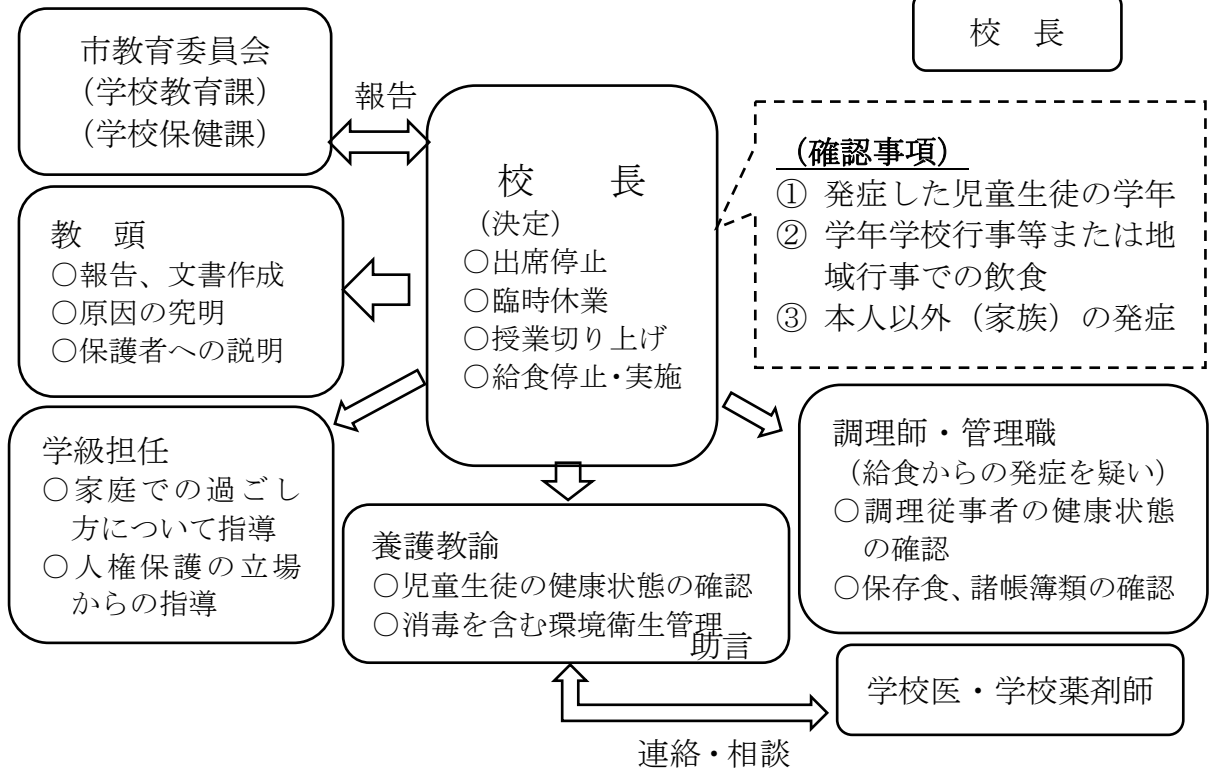 校 長
市教育委員会
（学校教育課）
（学校保健課）
報告
校 長
（決定）
○出席停止
○臨時休業
○授業切り上げ
○給食停止・実施
（確認事項）
① 発症した児童生徒の学年
② 学年学校行事等または地
域行事での飲食
③ 本人以外（家族）の発症
教 頭
○報告、文書作成
○原因の究明
○保護者への説明
学級担任
○家庭での過ごし
方について指導
○人権保護の立場
からの指導
養護教諭
○児童生徒の健康状態の確認
○消毒を含む環境衛生管理
助言
調理師・管理職
（給食からの発症を疑い）
○調理従事者の健康状態
の確認
○保存食、諸帳簿類の確認
学校医・学校薬剤師
連絡・相談